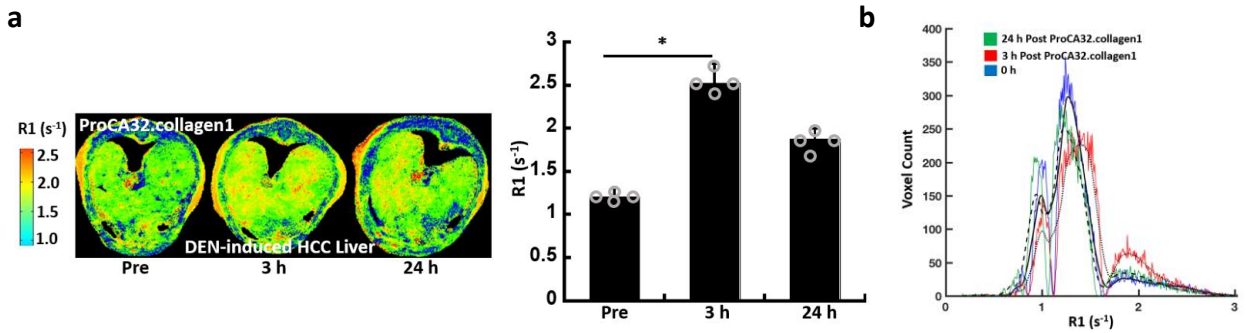 a
R1 (s⁻¹)
2.5
2.0
1.5
1.0
ProCA32.collagen1
DEN-induced HCC Liver
Pre
3 h
24 h
R1 (s⁻¹)
3
2.5
2
1.5
1
0.5
0
*
Pre
3 h
24 h
b
Voxel Count
400
350
300
250
200
150
100
50
0
24 h Post ProCA32.collagen1
3 h Post ProCA32.collagen1
0 h
0
1
2
3
R1 (s⁻¹)